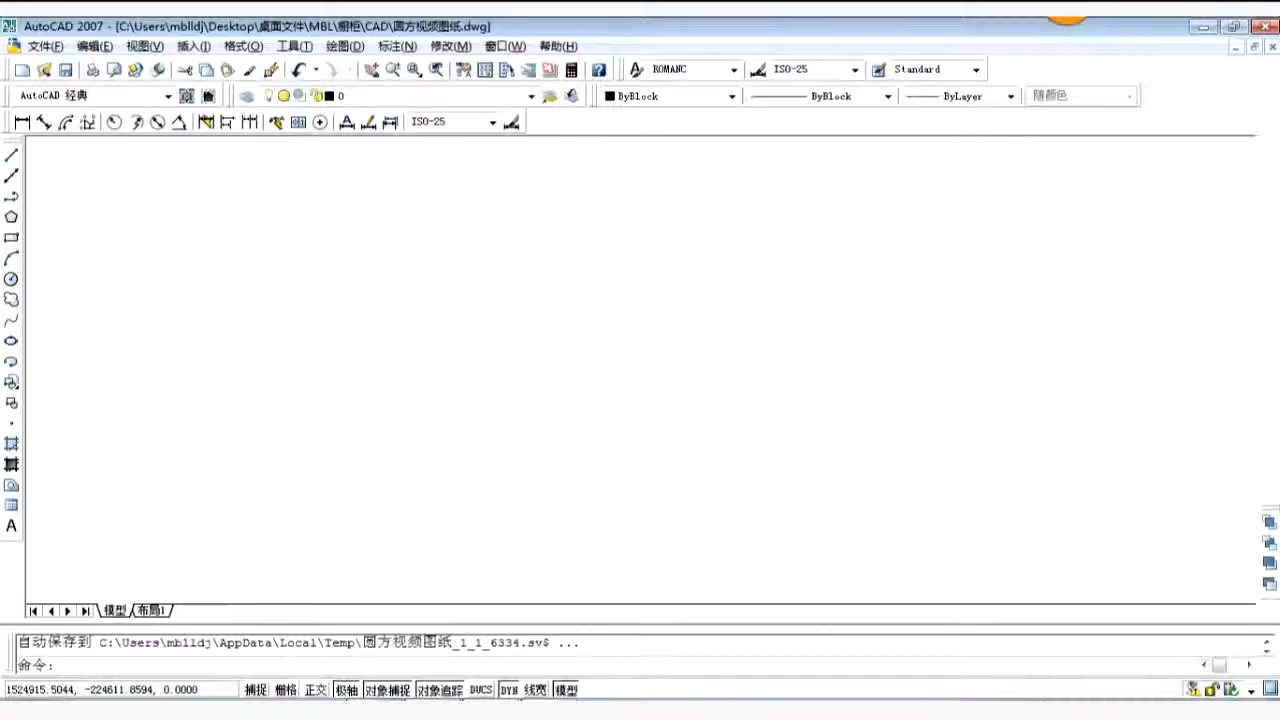 AutoCAD 2007 - [C:\Users\mblldj\Desktop\桌面文件\MBL\橱柜\CAD\圆方视频图纸.dwg]
文件(F) 编辑(E) 视图(V) 插入(I) 格式(O) 工具(T) 绘图(D) 标注(N) 修改(M) 窗口(W) 帮助(H)
ROMANC ISO-25 Standard
AutoCAD 经典 0 ByBlock ByBlock ByLayer 随颜色
ISO-25
A
模型 布局1
自动保存到 C:\Users\mblldj\AppData\Local\Temp\圆方视频图纸_1_1_6334.sv$ ...
命令:
1524915.5044, -224611.8594, 0.0000 捕捉 栅格 正交 极轴 对象捕捉 对象追踪 DUCS DYN 线宽 模型